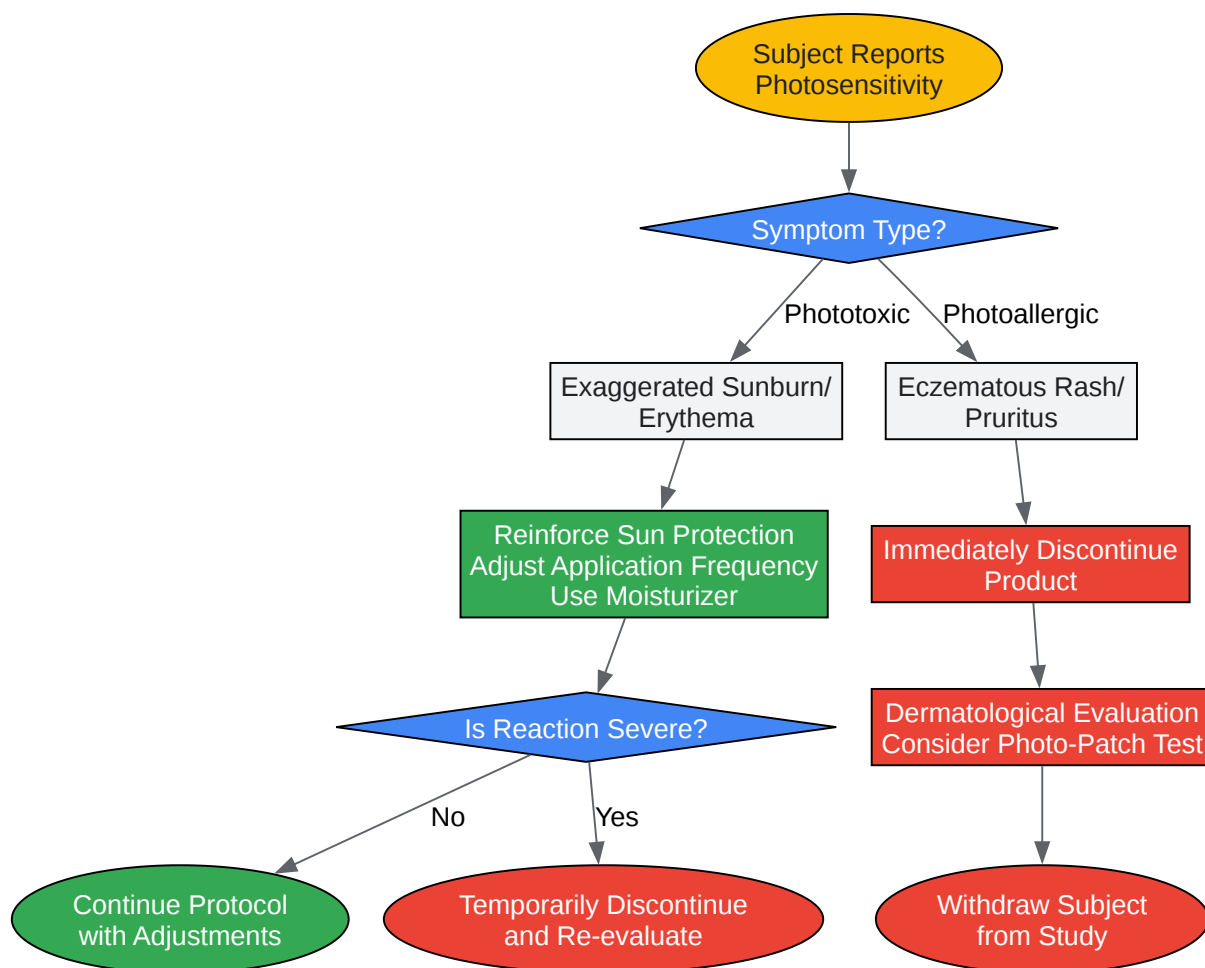 Subject Reports
Photosensitivity
Symptom Type?
Phototoxic
Photoallergic
Exaggerated Sunburn/
Erythema
Eczematous Rash/
Pruritus
Reinforce Sun Protection
Adjust Application Frequency
Use Moisturizer
Immediately Discontinue
Product
Is Reaction Severe?
Dermatological Evaluation
Consider Photo-Patch Test
No
Yes
Continue Protocol
with Adjustments
Temporarily Discontinue
and Re-evaluate
Withdraw Subject
from Study